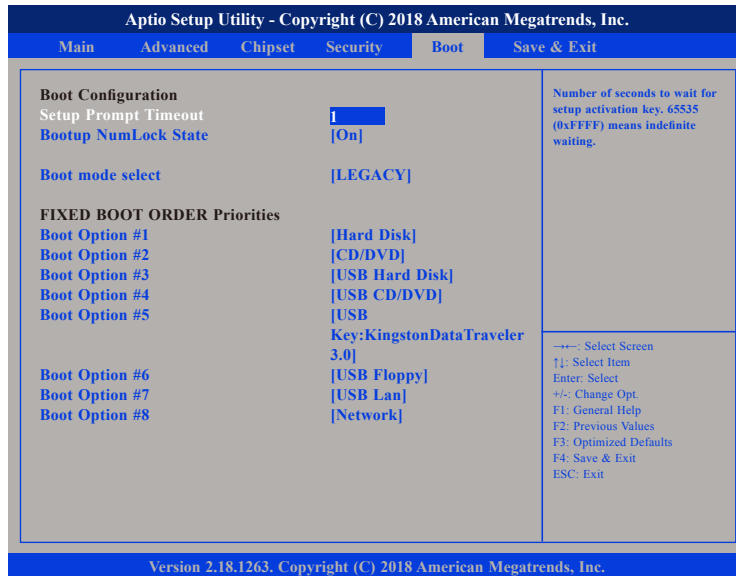 Aptio Setup Utility - Copyright (C) 2018 American Megatrends, Inc.
Main Advanced Chipset Security Boot Save & Exit
Boot Configuration
Setup Prompt Timeout 1
Bootup NumLock State [On]
Boot mode select [LEGACY]
FIXED BOOT ORDER Priorities
Boot Option #1 [Hard Disk]
Boot Option #2 [CD/DVD]
Boot Option #3 [USB Hard Disk]
Boot Option #4 [USB CD/DVD]
Boot Option #5 [USB
Key:KingstonDataTraveler
3.0]
Boot Option #6 [USB Floppy]
Boot Option #7 [USB Lan]
Boot Option #8 [Network]
Number of seconds to wait for
setup activation key. 65535
(0xFFFF) means indefinite
waiting.
→←: Select Screen
↑↓: Select Item
Enter: Select
+/-: Change Opt.
F1: General Help
F2: Previous Values
F3: Optimized Defaults
F4: Save & Exit
ESC: Exit
Version 2.18.1263. Copyright (C) 2018 American Megatrends, Inc.